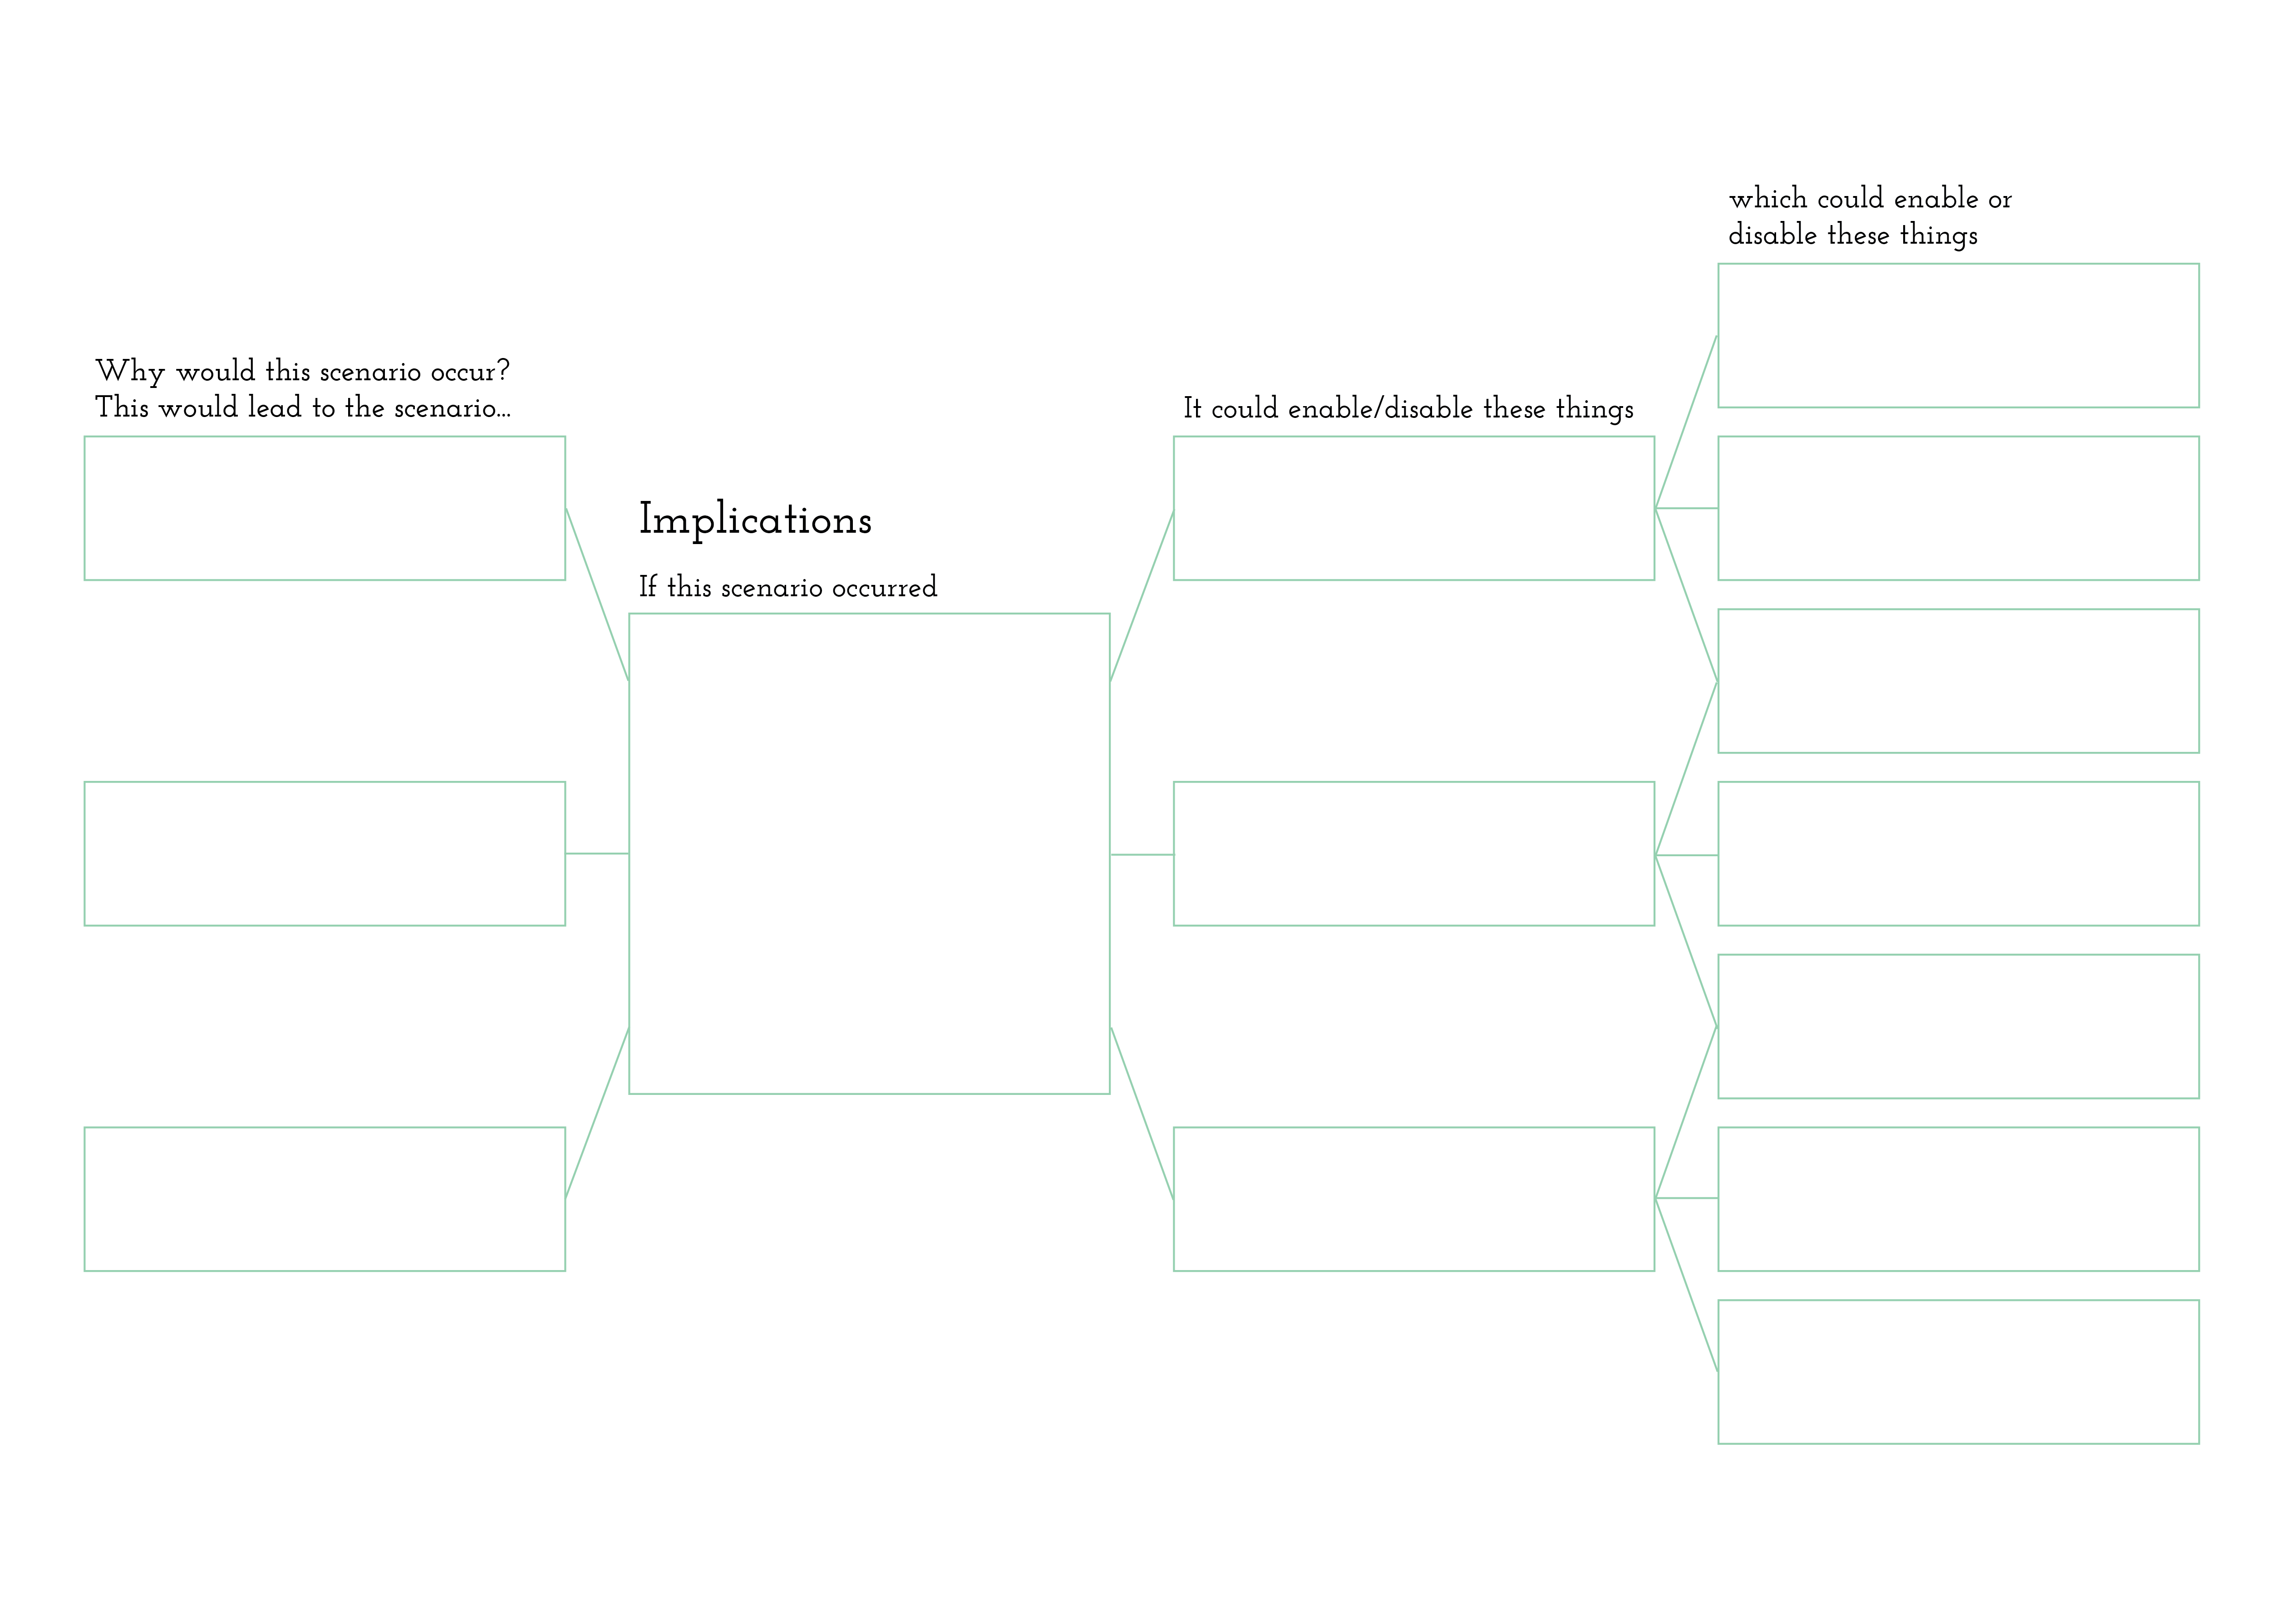 Why would this scenario occur?
This would lead to the scenario...
Implications
If this scenario occurred
It could enable/disable these things
which could enable or
disable these things